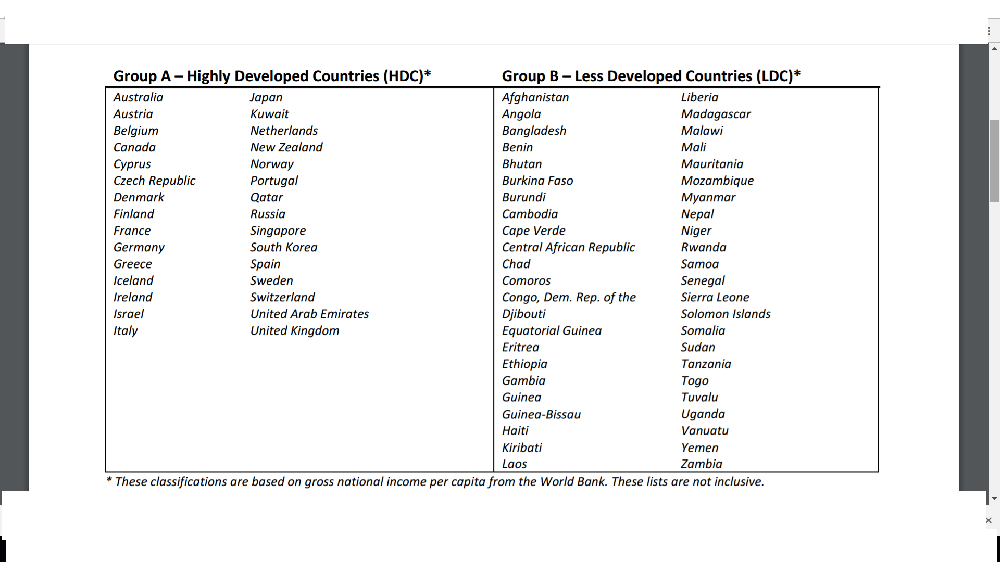 Group A – Highly Developed Countries (HDC)*
Australia
Austria
Belgium
Canada
Cyprus
Czech Republic
Denmark
Finland
France
Germany
Greece
Iceland
Ireland
Israel
Italy
Japan
Kuwait
Netherlands
New Zealand
Norway
Portugal
Qatar
Russia
Singapore
South Korea
Spain
Sweden
Switzerland
United Arab Emirates
United Kingdom
Group B – Less Developed Countries (LDC)*
Afghanistan
Angola
Bangladesh
Benin
Bhutan
Burkina Faso
Burundi
Cambodia
Cape Verde
Central African Republic
Chad
Comoros
Congo, Dem. Rep. of the
Djibouti
Equatorial Guinea
Eritrea
Ethiopia
Gambia
Guinea
Guinea-Bissau
Haiti
Kiribati
Laos
Liberia
Madagascar
Malawi
Mali
Mauritania
Mozambique
Myanmar
Nepal
Niger
Rwanda
Samoa
Senegal
Sierra Leone
Solomon Islands
Somalia
Sudan
Tanzania
Togo
Tuvalu
Uganda
Vanuatu
Yemen
Zambia
* These classifications are based on gross national income per capita from the World Bank. These lists are not inclusive.